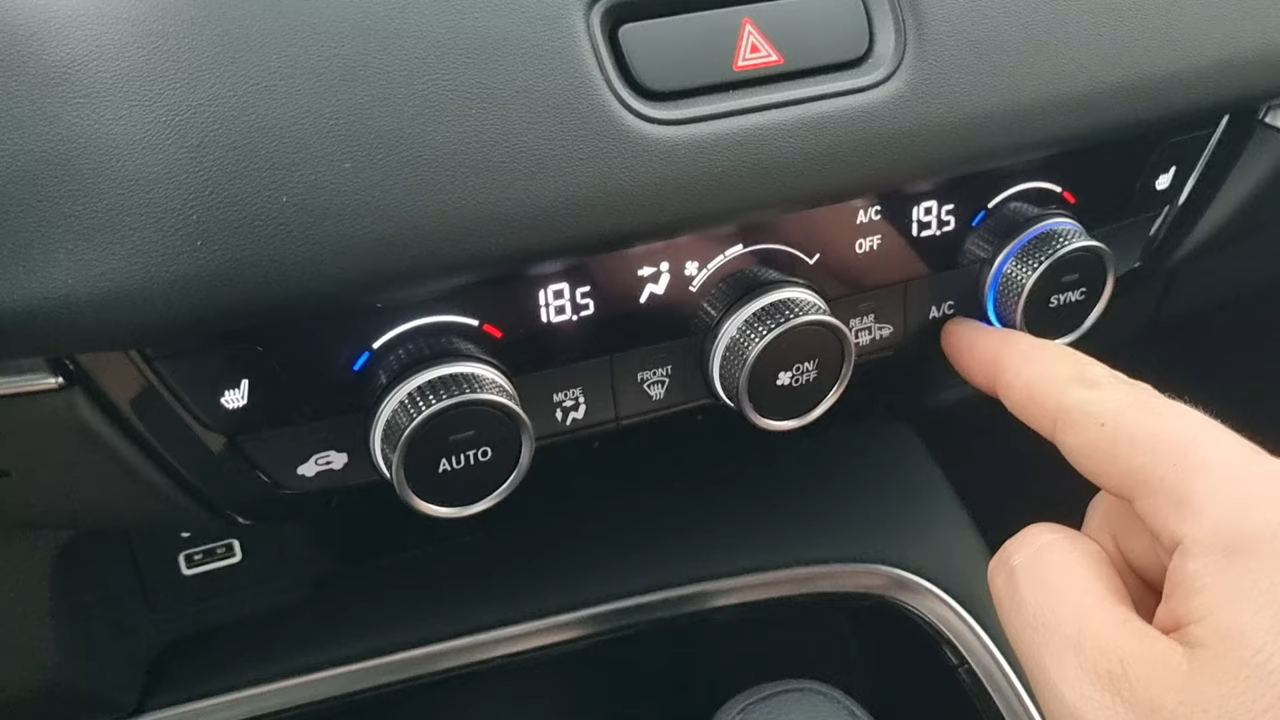 A/C
OFF
19.5
18.5
SYNC
A/C
REAR
ON/
OFF
FRONT
MODE
AUTO